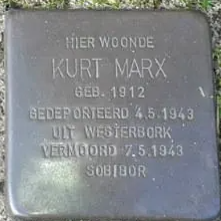 HIER WOONDE
KURT MARX
GEB. 1912
GEDEPORTEERD 4.5.1943
UIT WESTERBORK
VERMOORD 7.5.1943
SOBIBOR